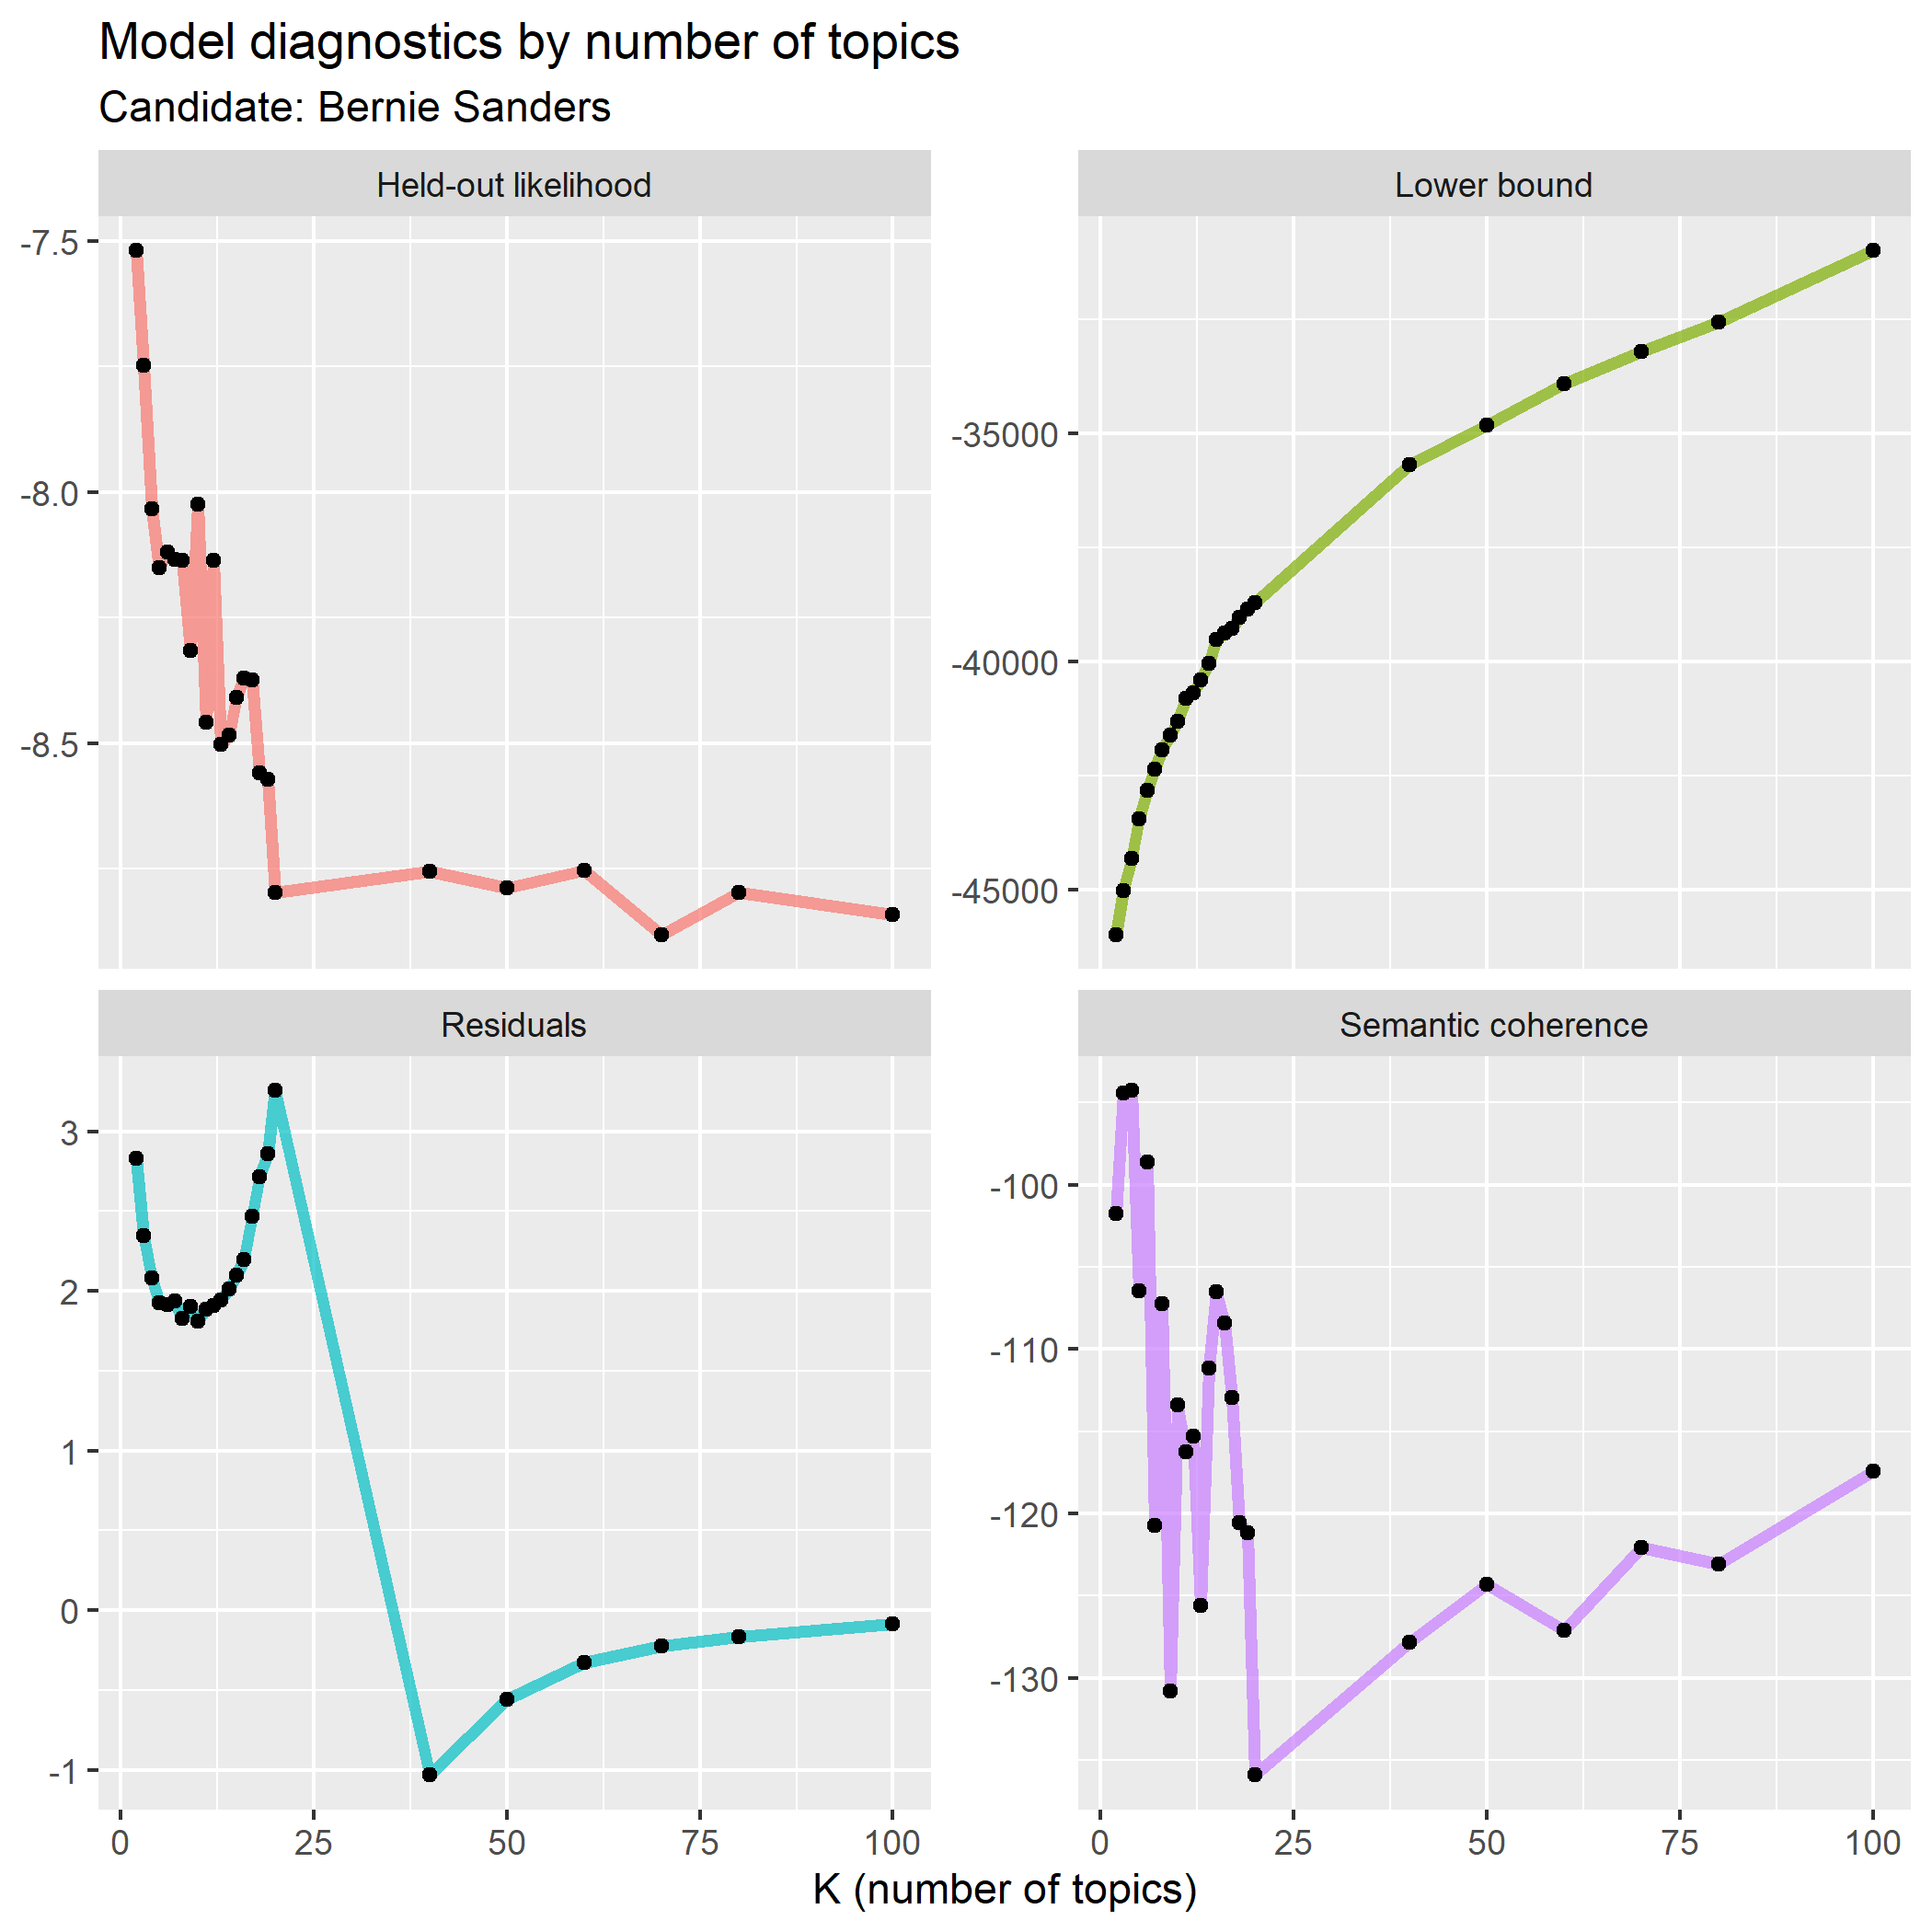 Model diagnostics by number of topics
Candidate: Bernie Sanders
Held-out likelihood
Lower bound
-7.5
-8.0
-8.5
-35000
-40000
-45000
Residuals
Semantic coherence
3
2
1
0
-1
-100
-110
-120
-130
0 25 50 75 100
0 25 50 75 100
K (number of topics)